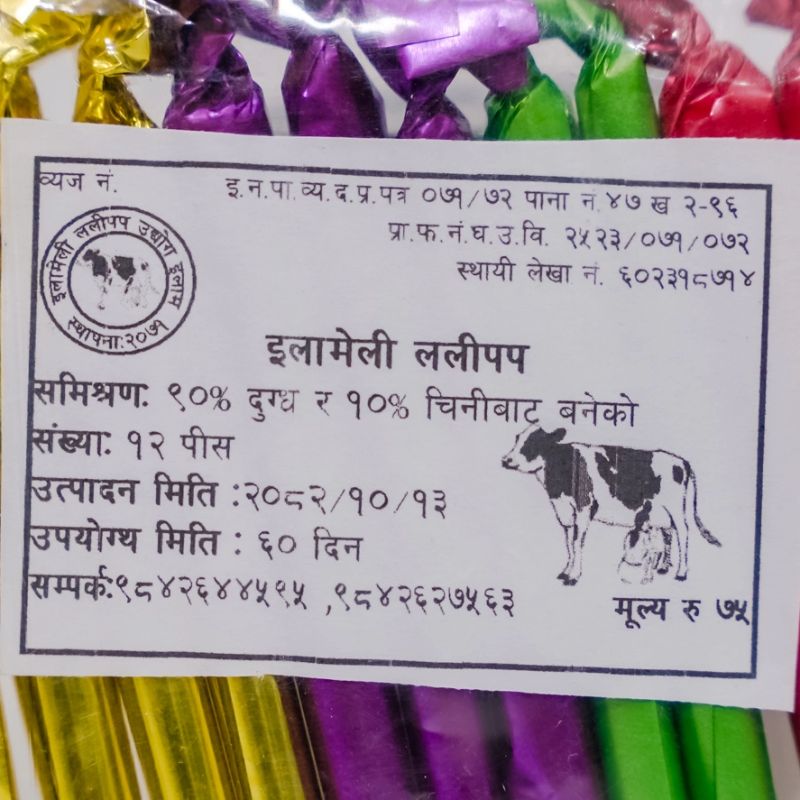 व्यज नं.
इ.न.पा.व्य.द.प्र.पत्र ०७१/७२ पाना नं.४७ ख २-९६
प्रा.फ.नं.घ.उ.वि. २५२३/०७१/०७२
स्थायी लेखा नं. ६०२३१८७१४
इलामेली ललीपप उद्योग इलाम
स्थापना:२०७१
इलामेली ललीपप
समिश्रण: ९०% दुग्ध र १०% चिनीबाट बनेको
संख्या: १२ पीस
उत्पादन मिति :२०८२/१०/१३
उपयोग्य मिति : ६० दिन
सम्पर्क:९८४२६४४५९५ ,९८४२६२७५६३
मूल्य रु ७५